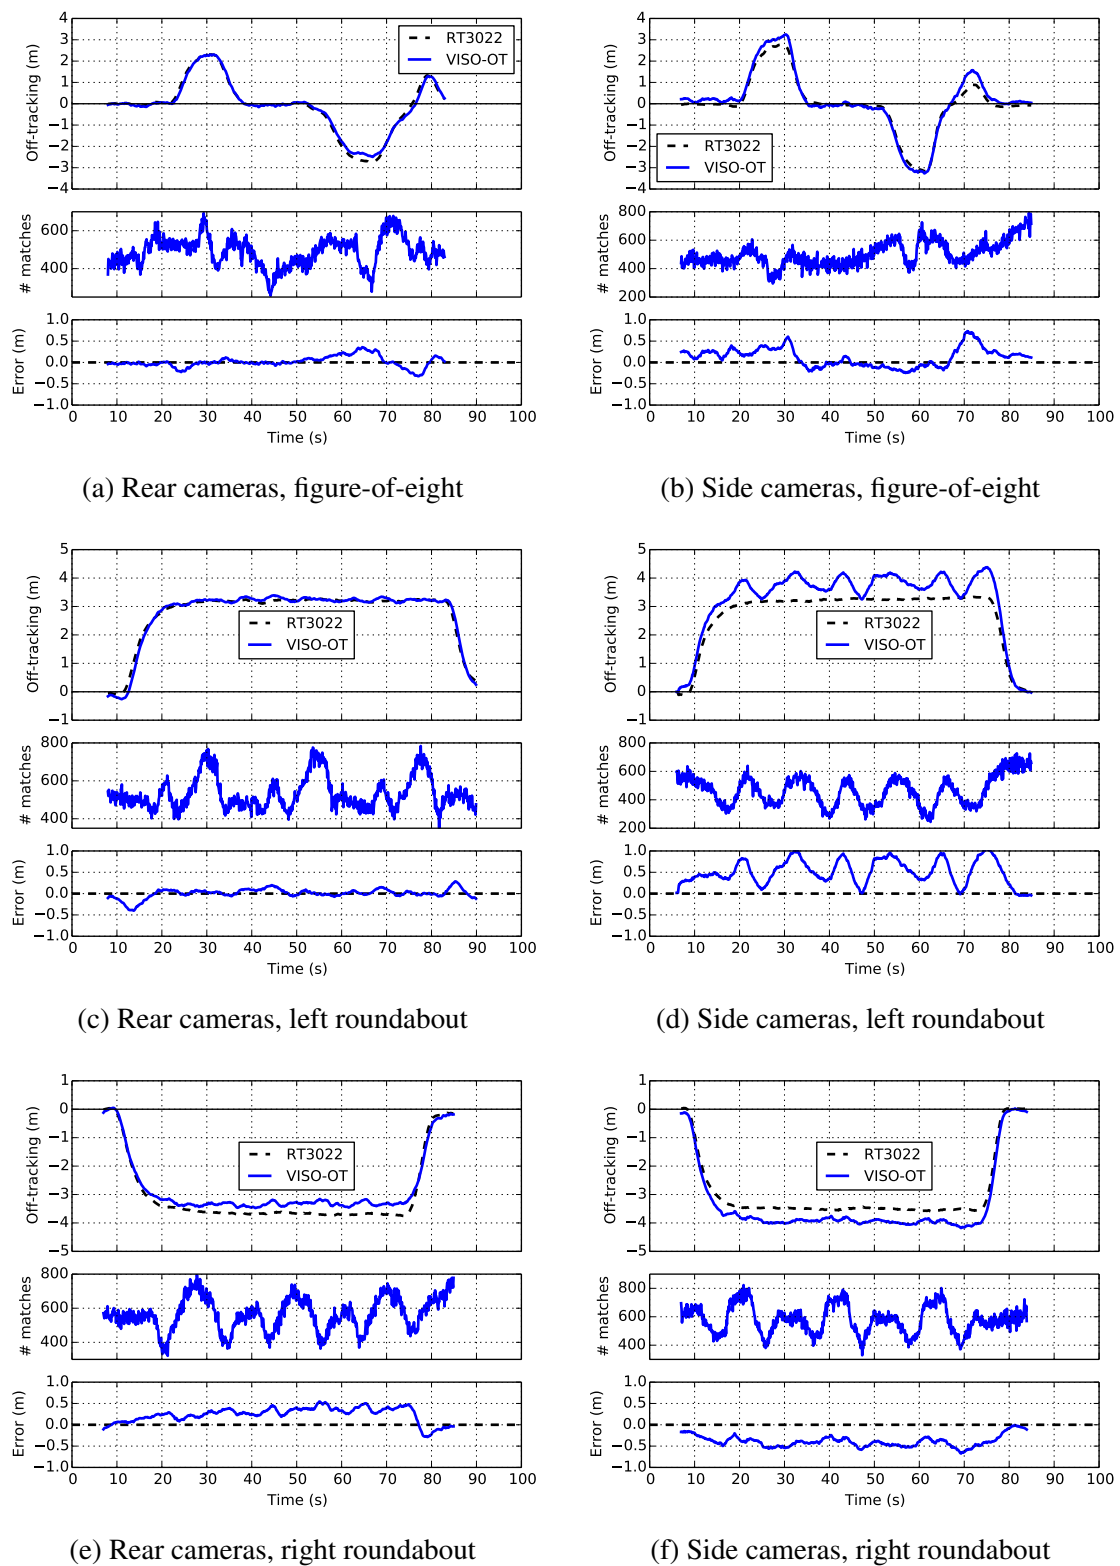 4
3
2
1
0
−1
−2
−3
−4
Off-tracking (m)
RT3022
VISO-OT
600
400
# matches
1.0
0.5
0.0
−0.5
−1.0
Error (m)
0 10 20 30 40 50 60 70 80 90 100
Time (s)
(a) Rear cameras, figure-of-eight
4
3
2
1
0
−1
−2
−3
−4
Off-tracking (m)
RT3022
VISO-OT
800
600
400
200
# matches
1.0
0.5
0.0
−0.5
−1.0
Error (m)
0 10 20 30 40 50 60 70 80 90 100
Time (s)
(b) Side cameras, figure-of-eight
5
4
3
2
1
0
−1
Off-tracking (m)
RT3022
VISO-OT
800
600
400
# matches
1.0
0.5
0.0
−0.5
−1.0
Error (m)
0 10 20 30 40 50 60 70 80 90 100
Time (s)
(c) Rear cameras, left roundabout
5
4
3
2
1
0
−1
Off-tracking (m)
RT3022
VISO-OT
800
600
400
200
# matches
1.0
0.5
0.0
−0.5
−1.0
Error (m)
0 10 20 30 40 50 60 70 80 90 100
Time (s)
(d) Side cameras, left roundabout
1
0
−1
−2
−3
−4
−5
Off-tracking (m)
RT3022
VISO-OT
800
600
400
# matches
1.0
0.5
0.0
−0.5
−1.0
Error (m)
0 10 20 30 40 50 60 70 80 90 100
Time (s)
(e) Rear cameras, right roundabout
1
0
−1
−2
−3
−4
−5
Off-tracking (m)
RT3022
VISO-OT
800
600
400
# matches
1.0
0.5
0.0
−0.5
−1.0
Error (m)
0 10 20 30 40 50 60 70 80 90 100
Time (s)
(f) Side cameras, right roundabout